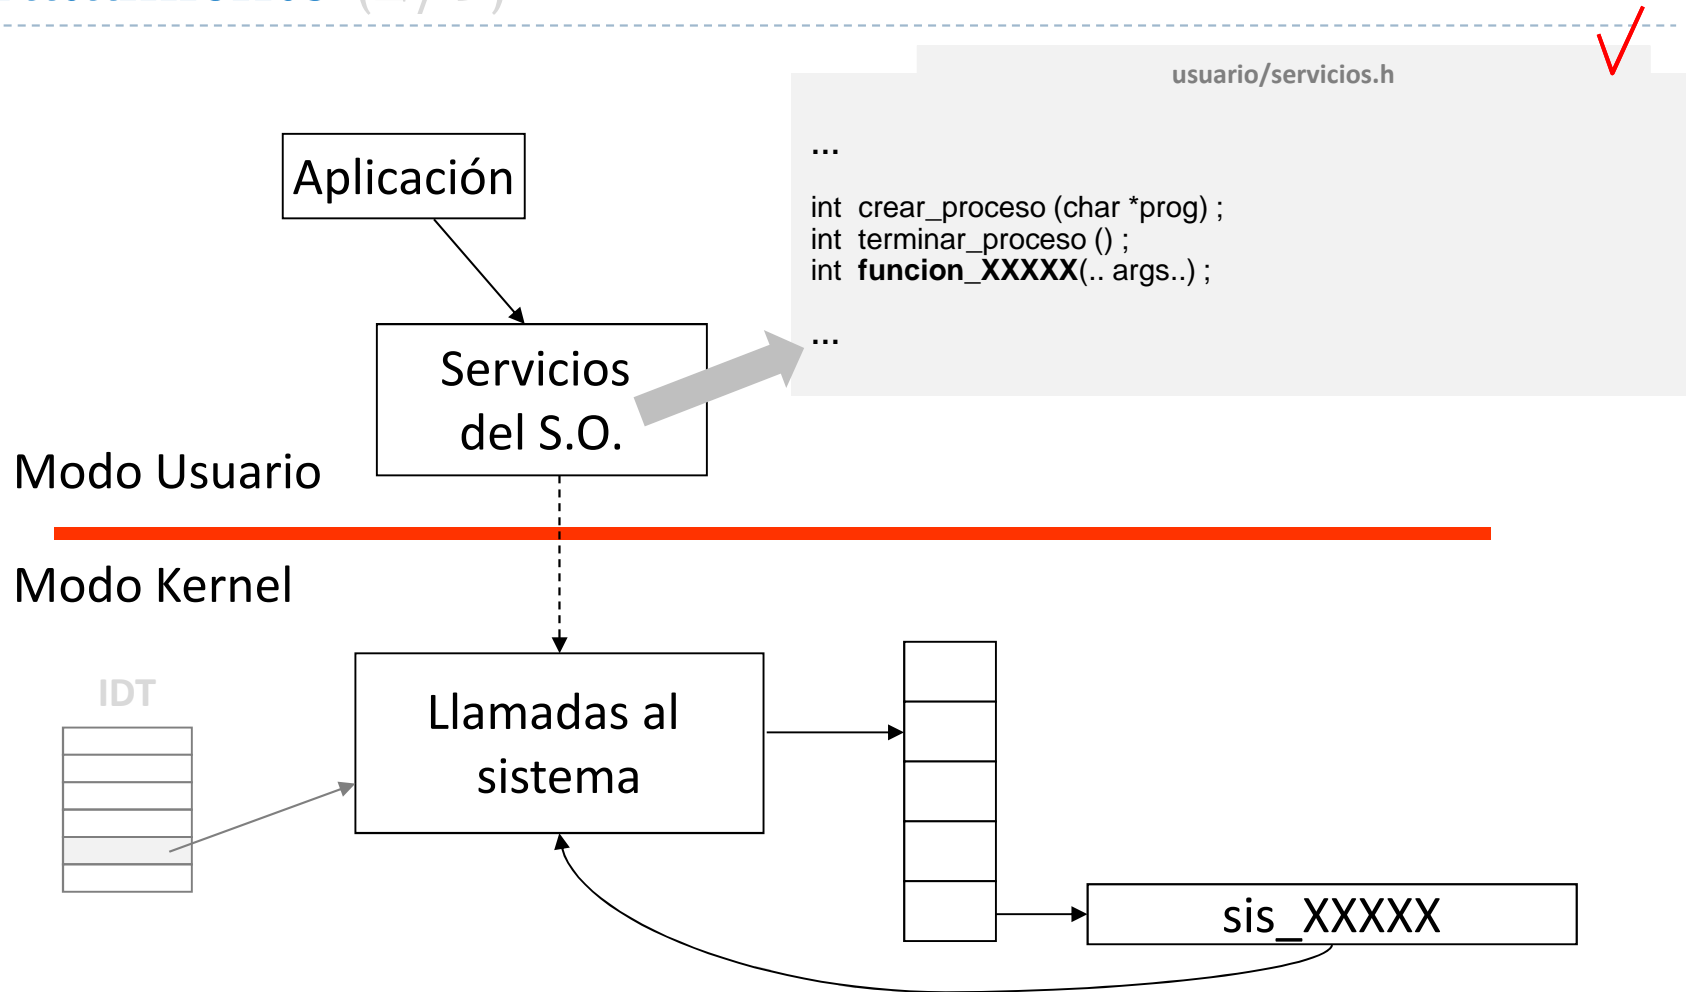 usuario/servicios.h
...
int crear_proceso (char *prog) ;
int terminar_proceso () ;
int funcion_XXXXX(.. args..) ;
...
Aplicación
Servicios
del S.O.
Modo Usuario
Modo Kernel
IDT
Llamadas al
sistema
sis_XXXXX